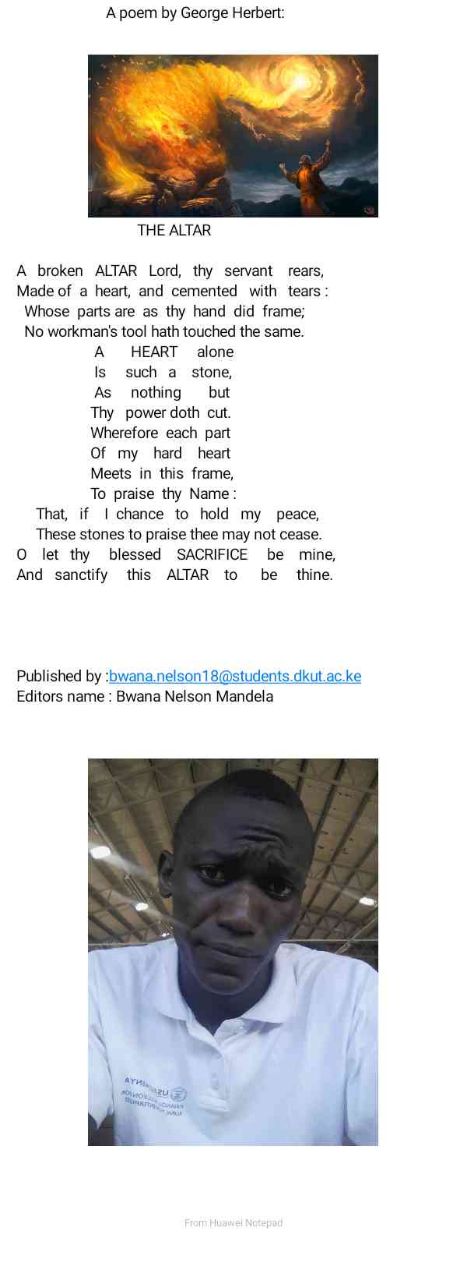 A poem by George Herbert:
THE ALTAR
A broken ALTAR Lord, thy servant rears,
Made of a heart, and cemented with tears :
Whose parts are as thy hand did frame;
No workman's tool hath touched the same.
A HEART alone
Is such a stone,
As nothing but
Thy power doth cut.
Wherefore each part
Of my hard heart
Meets in this frame,
To praise thy Name :
That, if I chance to hold my peace,
These stones to praise thee may not cease.
O let thy blessed SACRIFICE be mine,
And sanctify this ALTAR to be thine.
Published by :bwana.nelson18@students.dkut.ac.ke
Editors name : Bwana Nelson Mandela
From Huawei Notepad